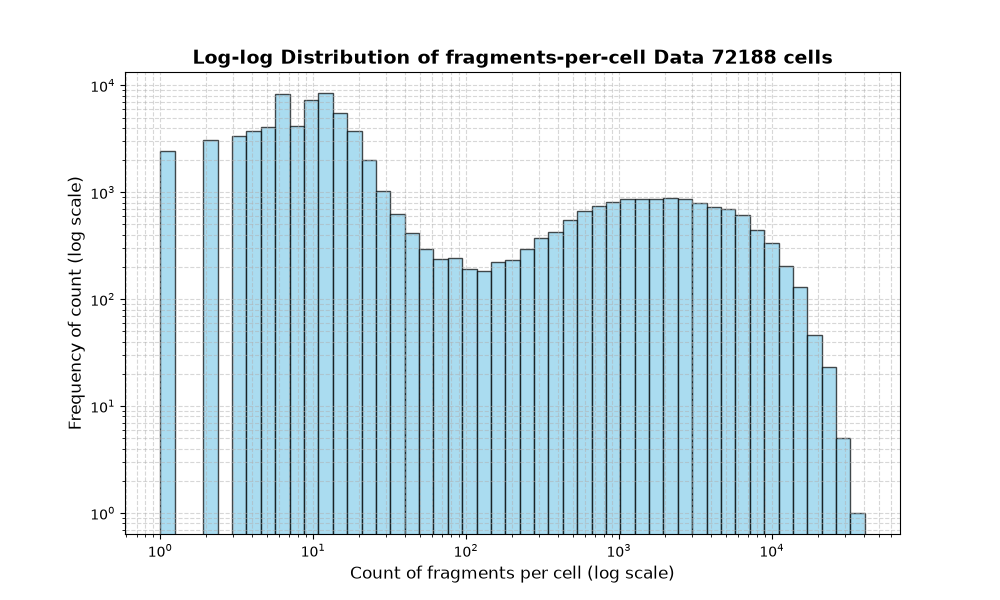 Log-log Distribution of fragments-per-cell Data 72188 cells
Frequency of count (log scale)
10⁴
10³
10²
10¹
10⁰
10⁰ 10¹ 10² 10³ 10⁴
Count of fragments per cell (log scale)